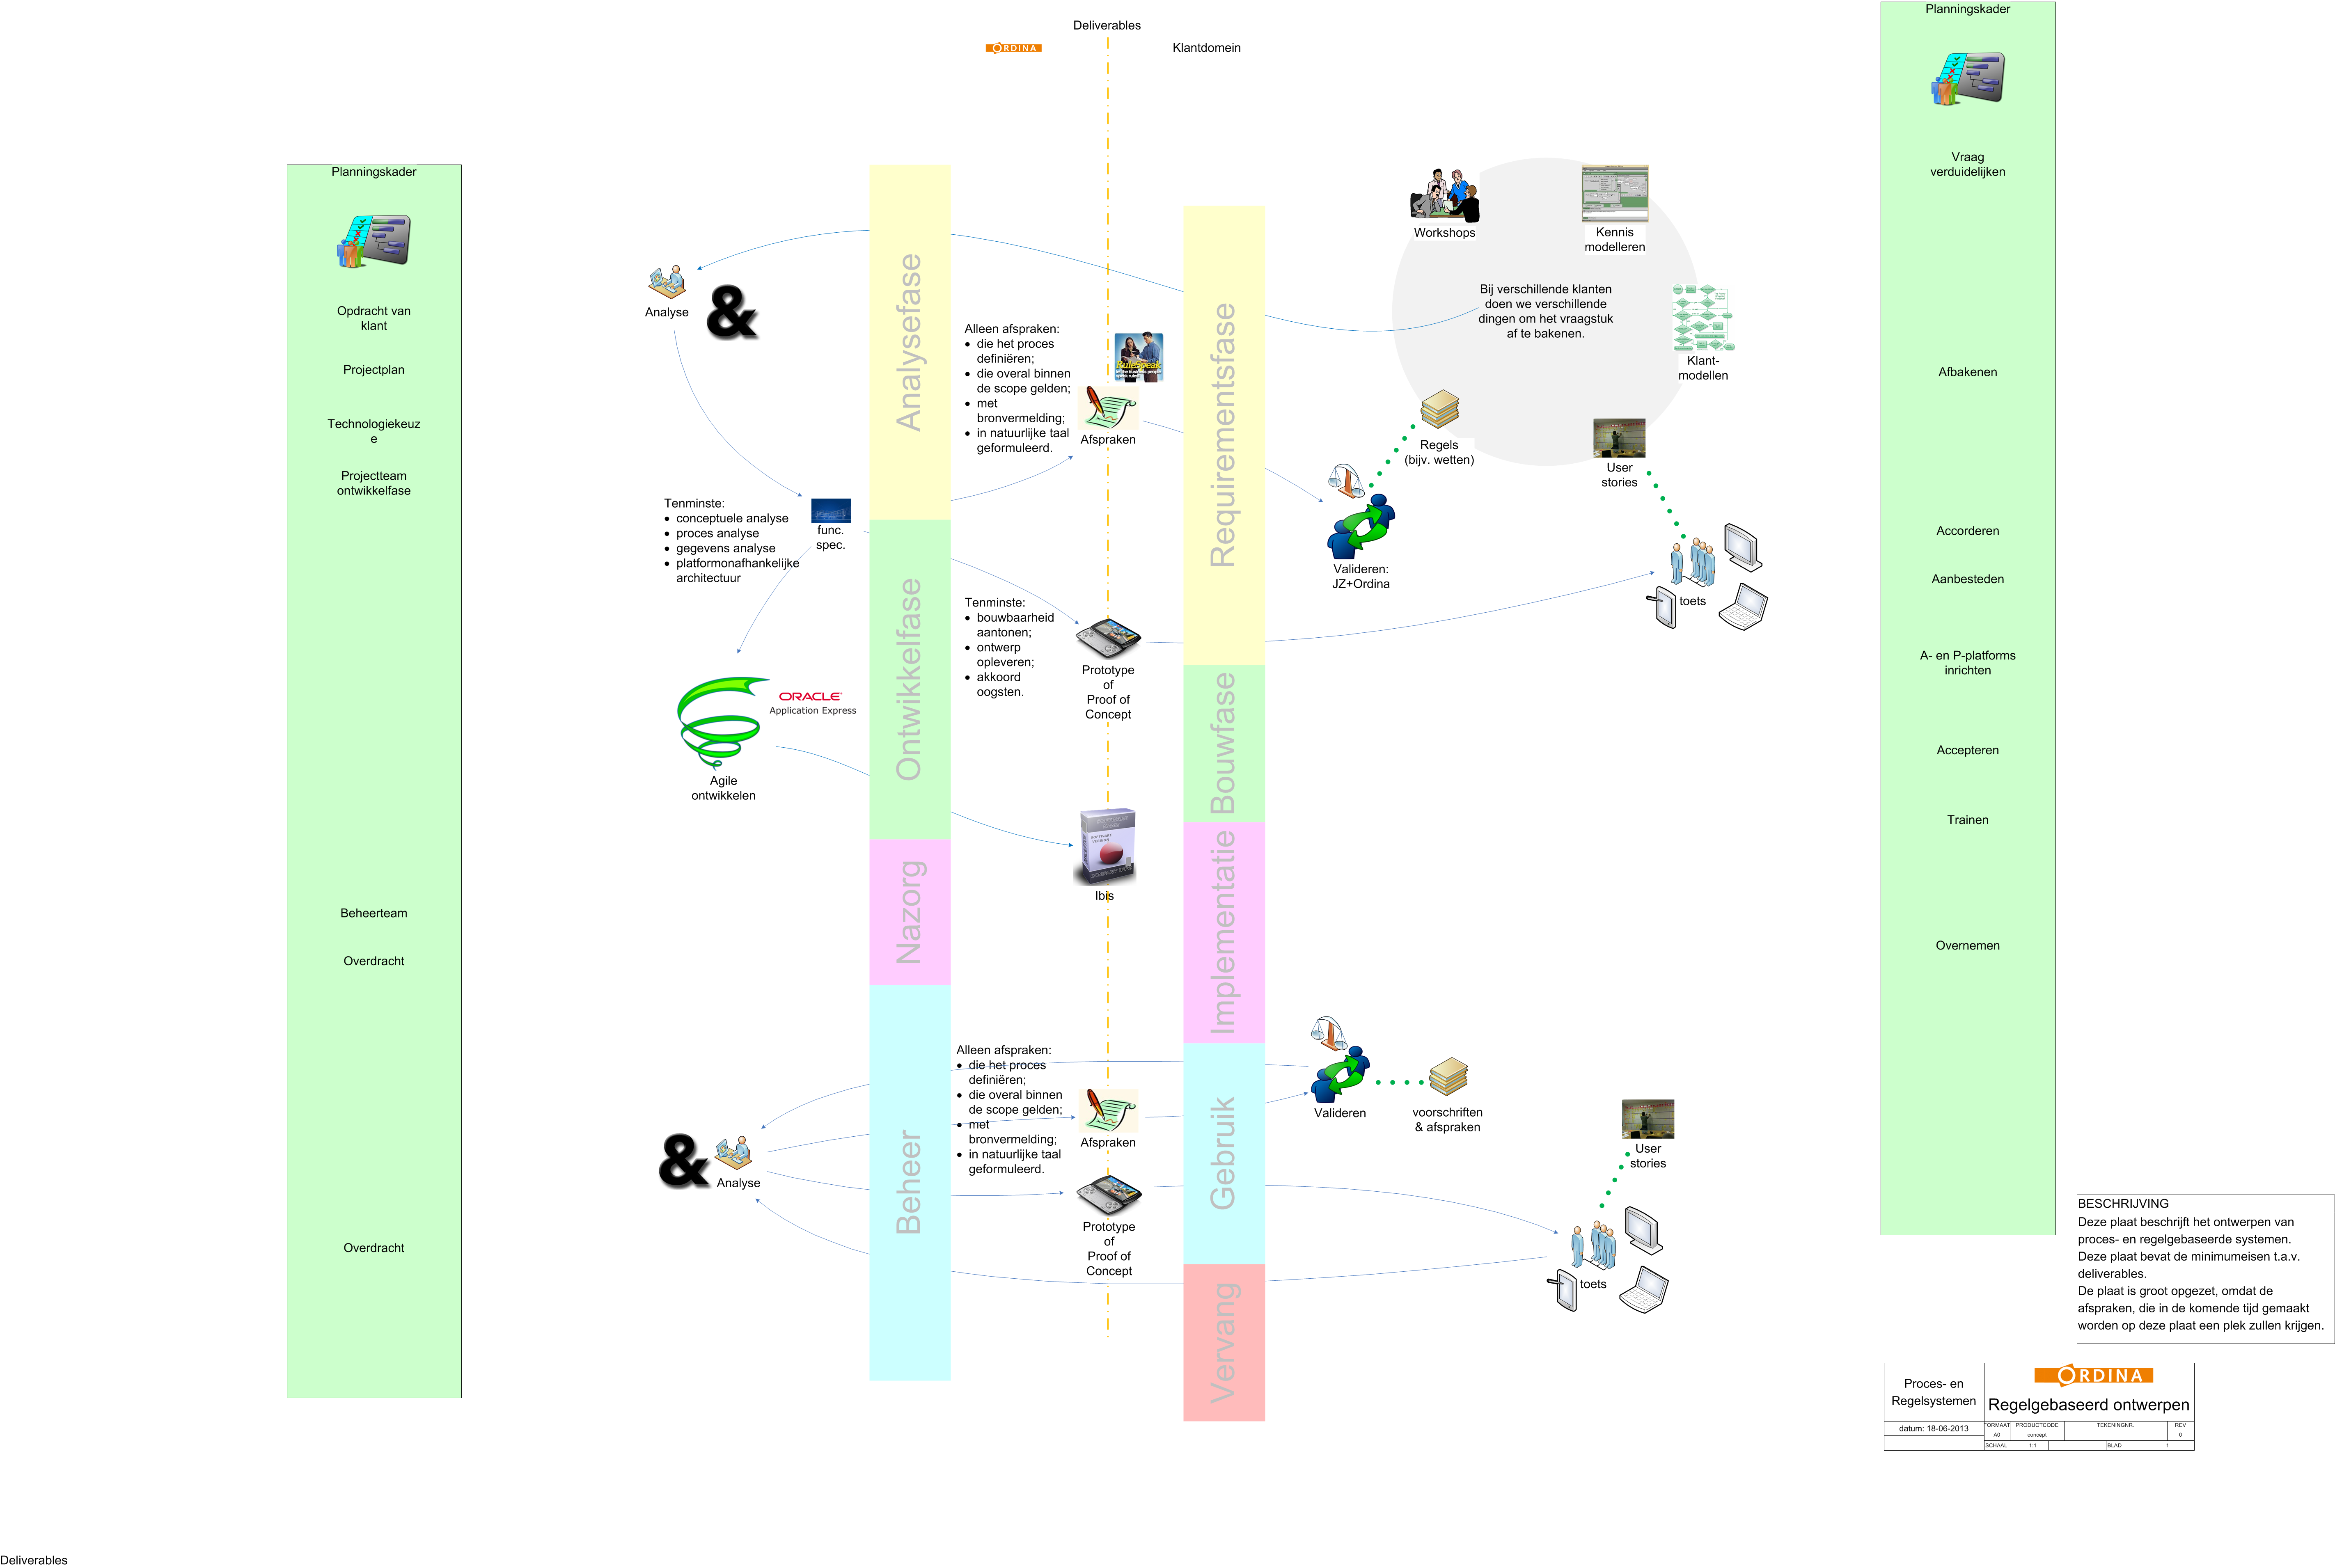 Deliverables
ORDINA
Klantdomein
Planningskader
Vraag
verduidelijken
Afbakenen
Accorderen
Aanbesteden
A- en P-platforms
inrichten
Accepteren
Trainen
Overnemen
Planningskader
Opdracht van
klant
Projectplan
Technologiekeuz
e
Projectteam
ontwikkelfase
Beheerteam
Overdracht
Overdracht
Analysefase
Ontwikkelfase
Nazorg
Beheer
Requirementsfase
Bouwfase
Implementatie
Gebruik
Vervang
Workshops
Kennis
modelleren
Bij verschillende klanten
doen we verschillende
dingen om het vraagstuk
af te bakenen.
Klant-
modellen
Regels
(bijv. wetten)
User
stories
Analyse
&
Alleen afspraken:
• die het proces
definiëren;
• die overal binnen
de scope gelden;
• met
bronvermelding;
• in natuurlijke taal
geformuleerd.
RuleSpeak
Afspraken
Valideren:
JZ+Ordina
toets
Tenminste:
• conceptuele analyse
• proces analyse
• gegevens analyse
• platformonafhankelijke
architectuur
func.
spec.
Tenminste:
• bouwbaarheid
aantonen;
• ontwerp
opleveren;
• akkoord
oogsten.
Prototype
of
Proof of
Concept
ORACLE
Application Express
Agile
ontwikkelen
Ibis
Alleen afspraken:
• die het proces
definiëren;
• die overal binnen
de scope gelden;
• met
bronvermelding;
• in natuurlijke taal
geformuleerd.
Afspraken
Valideren
voorschriften
& afspraken
User
stories
&
Analyse
Prototype
of
Proof of
Concept
toets
BESCHRIJVING
Deze plaat beschrijft het ontwerpen van
proces- en regelgebaseerde systemen.
Deze plaat bevat de minimumeisen t.a.v.
deliverables.
De plaat is groot opgezet, omdat de
afspraken, die in de komende tijd gemaakt
worden op deze plaat een plek zullen krijgen.
Proces- en
Regelsystemen
ORDINA
Regelgebaseerd ontwerpen
datum: 18-06-2013
FORMAAT PRODUCTCODE TEKENINGNR. REV
A0 concept 0
SCHAAL 1:1 BLAD 1
Deliverables